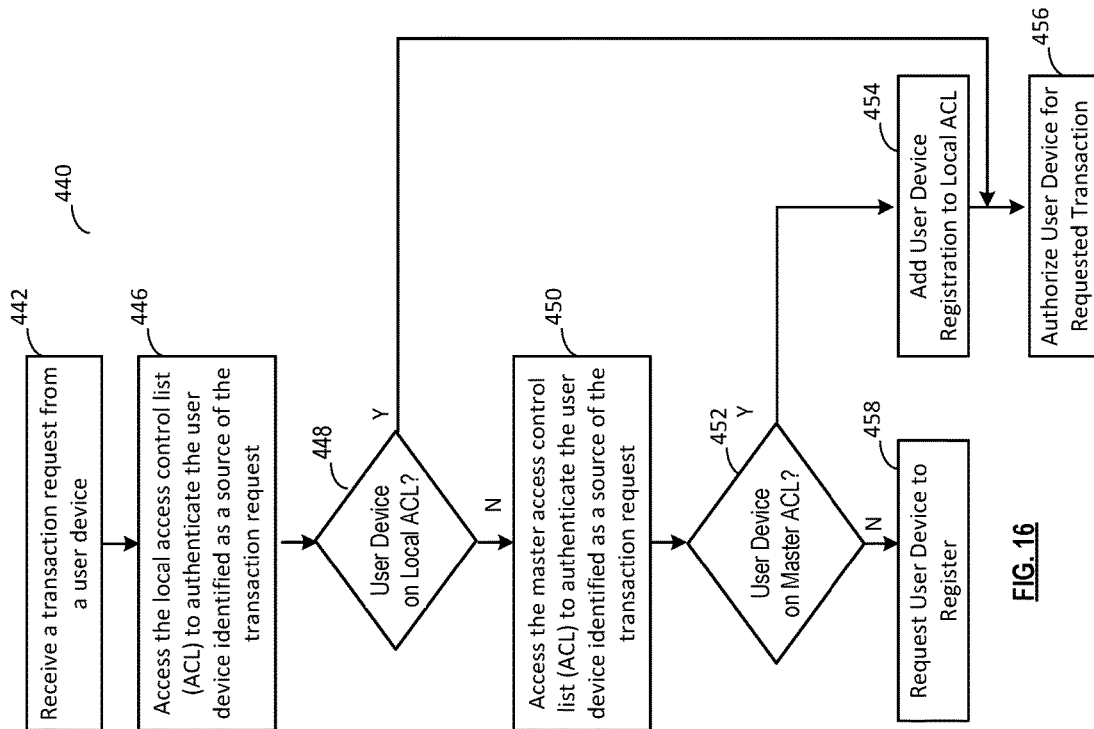 440
442
Receive a transaction request from
a user device
446
Access the local access control list
(ACL) to authenticate the user
device identified as a source of the
transaction request
448
User Device
on Local ACL?
Y
N
450
Access the master access control
list (ACL) to authenticate the user
device identified as a source of the
transaction request
452
User Device
on Master ACL?
Y
N
454
Add User Device
Registration to Local ACL
456
Authorize User Device for
Requested Transaction
458
Request User Device to
Register
FIG. 16